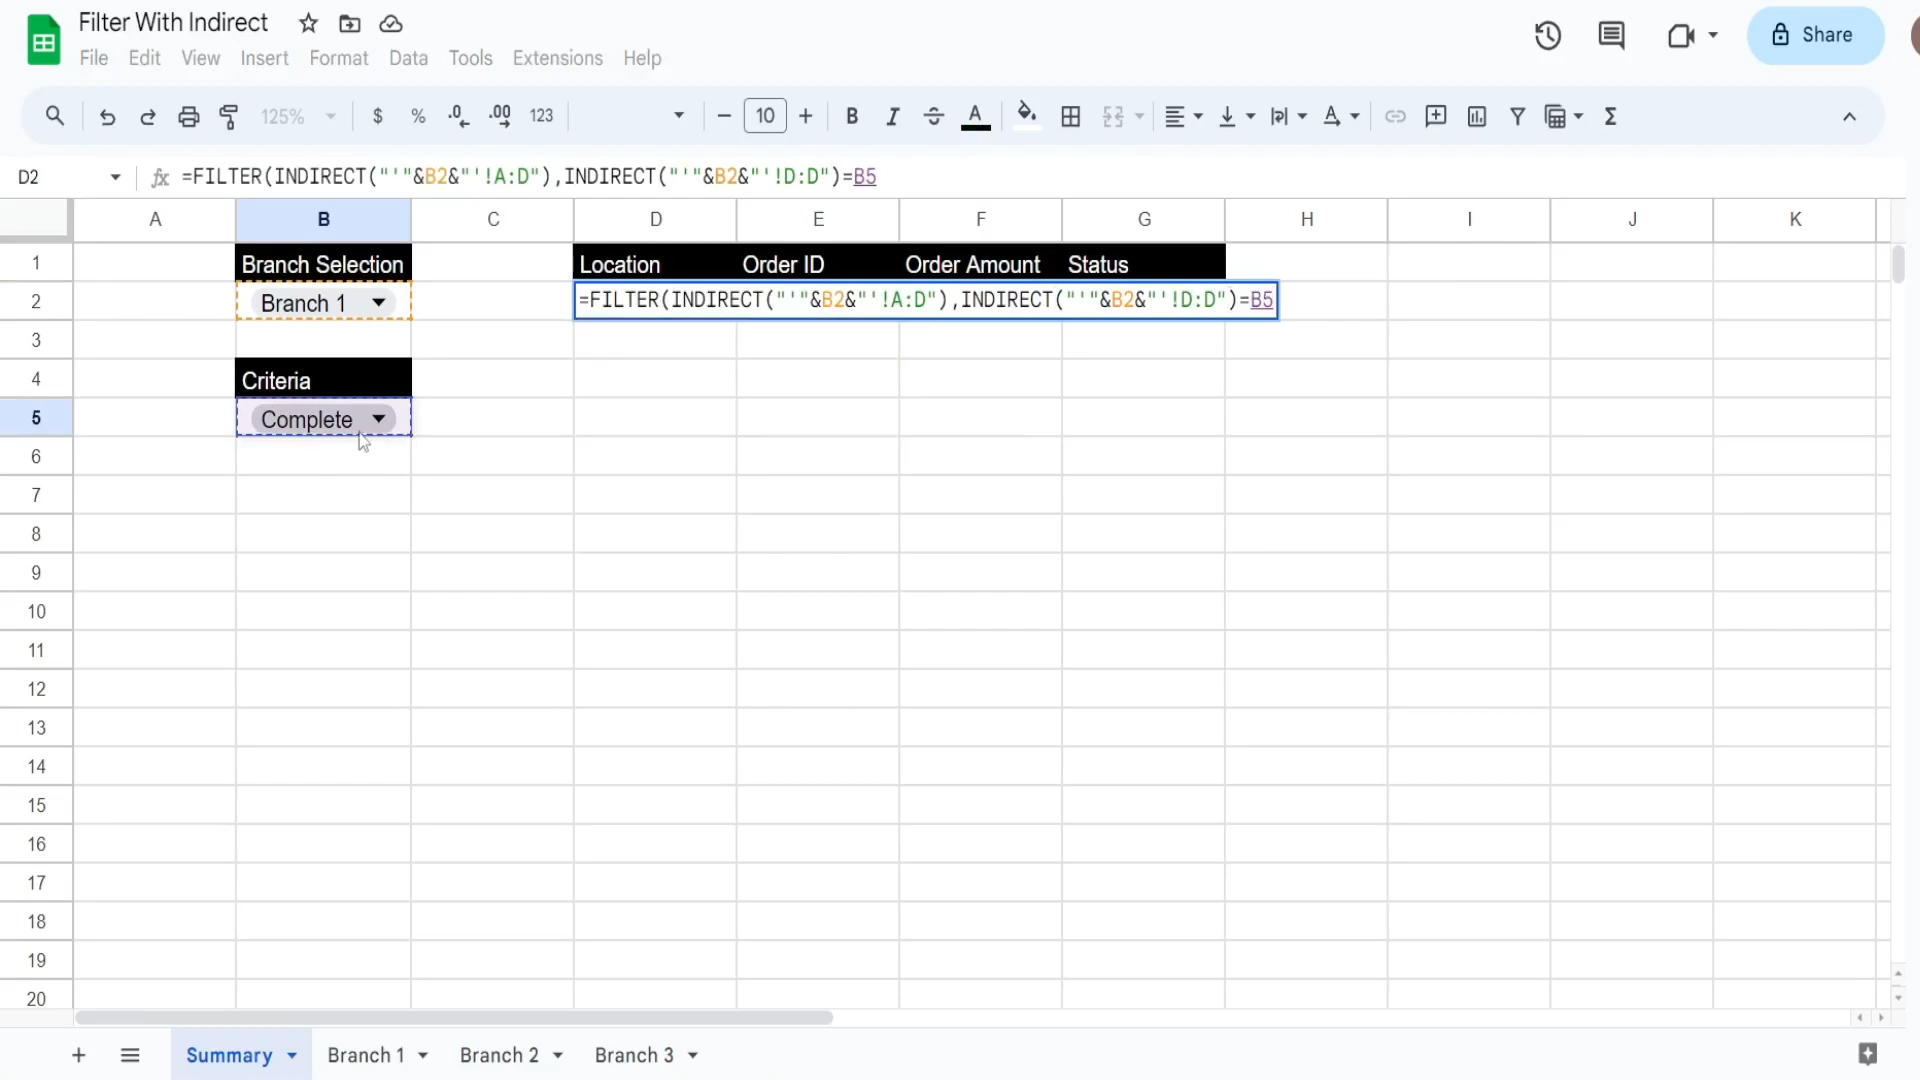 Filter With Indirect
File Edit View Insert Format Data Tools Extensions Help
Share
125% $ % .0 .00 123 10 B I A A Σ
D2 fx =FILTER(INDIRECT("'"&B2&"'!A:D"),INDIRECT("'"&B2&"'!D:D")=B5
A B C D E F G H I J K
1 Branch Selection Location Order ID Order Amount Status
2 Branch 1 =FILTER(INDIRECT("'"&B2&"'!A:D"),INDIRECT("'"&B2&"'!D:D")=B5
3
4 Criteria
5 Complete
6
7
8
9
10
11
12
13
14
15
16
17
18
19
20
Summary Branch 1 Branch 2 Branch 3